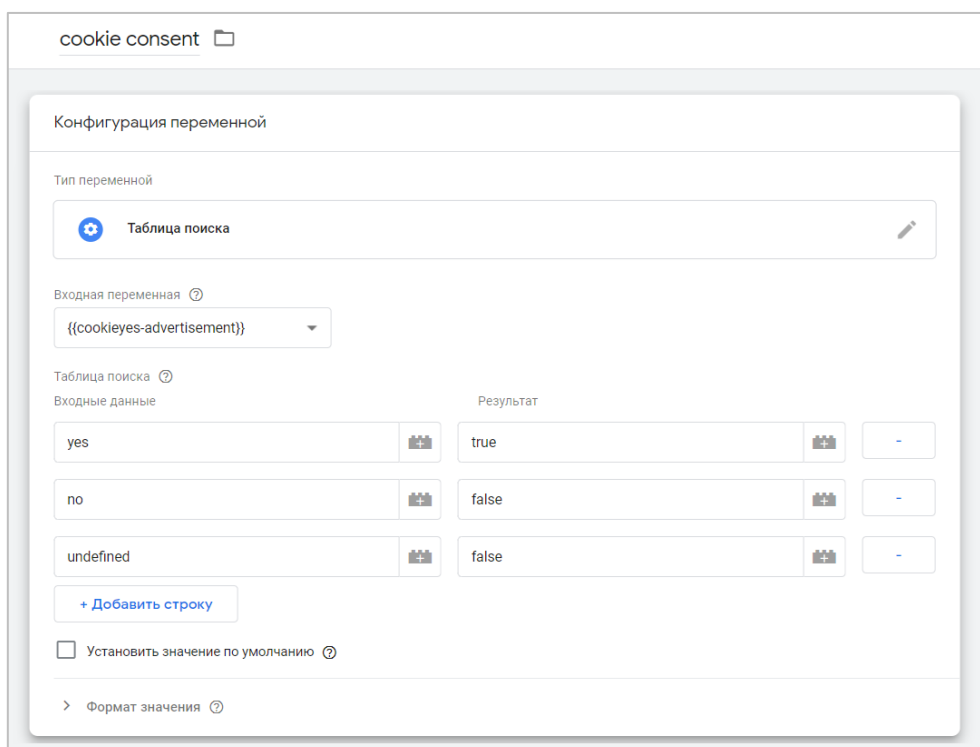 cookie consent
Конфигурация переменной
Тип переменной
Таблица поиска
Входная переменная ?
{{cookieyes-advertisement}}
Таблица поиска ?
Входные данные Результат
yes true -
no false -
undefined false -
+ Добавить строку
Установить значение по умолчанию ?
Формат значения ?